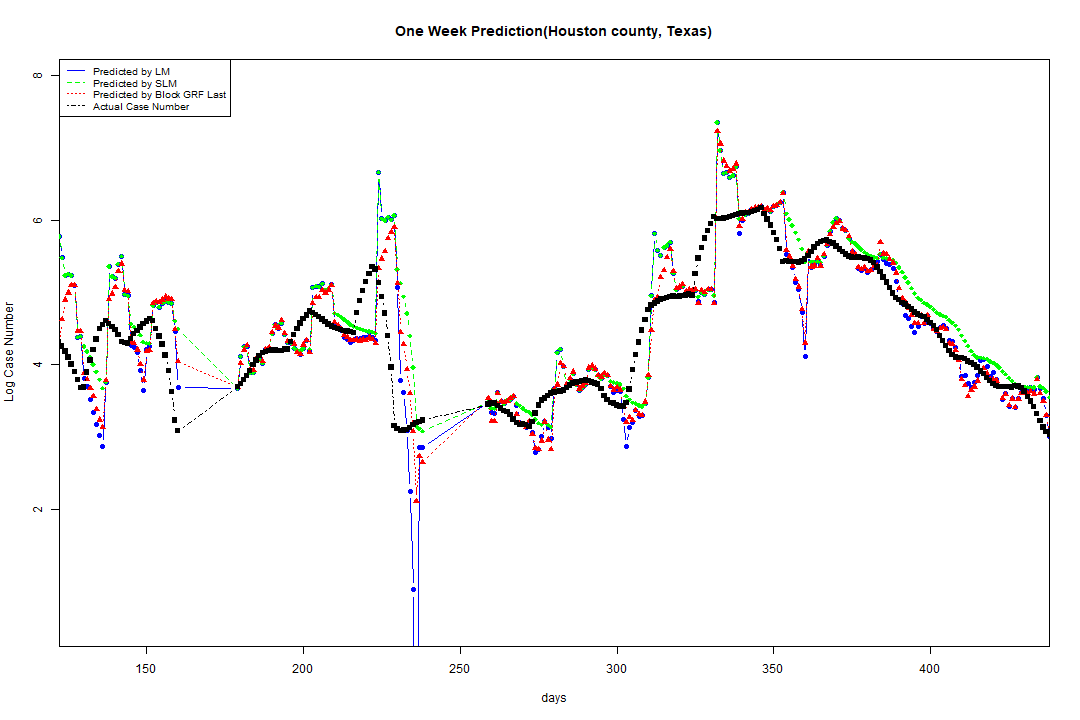 One Week Prediction(Houston county, Texas)
Predicted by LM
Predicted by SLM
Predicted by Block GRF Last
Actual Case Number
8
6
4
2
Log Case Number
150 200 250 300 350 400
days